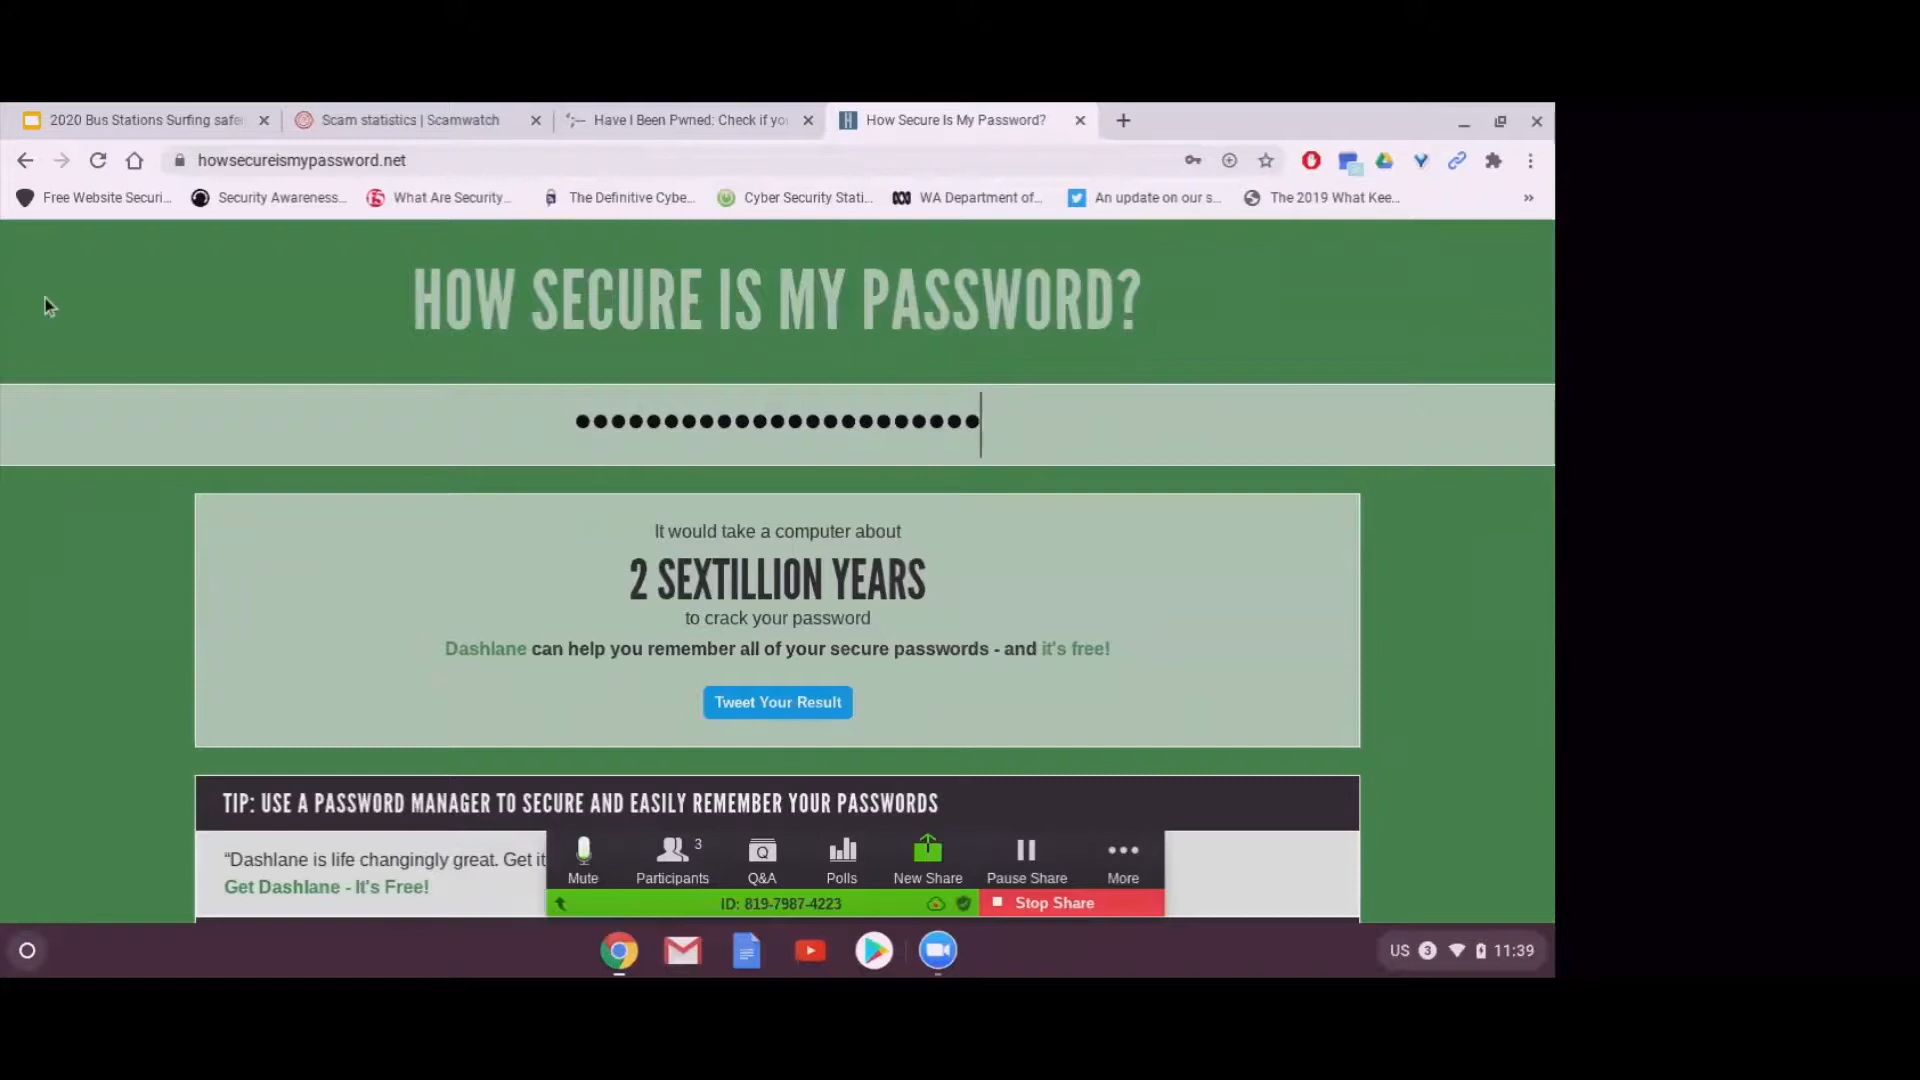 2020 Bus Stations Surfing safe
Scam statistics | Scamwatch
Have I Been Pwned: Check if yo
How Secure Is My Password?
howsecureismypassword.net
Free Website Securi...
Security Awareness...
What Are Security...
The Definitive Cybe...
Cyber Security Stati...
WA Department of...
An update on our s...
The 2019 What Kee...
»
HOW SECURE IS MY PASSWORD?
●●●●●●●●●●●●●●●●●●●●●●●
It would take a computer about
2 SEXTILLION YEARS
to crack your password
Dashlane can help you remember all of your secure passwords - and it's free!
Tweet Your Result
TIP: USE A PASSWORD MANAGER TO SECURE AND EASILY REMEMBER YOUR PASSWORDS
“Dashlane is life changingly great. Get it
Get Dashlane - It's Free!
3
Mute Participants Q&A Polls New Share Pause Share More
ID: 819-7987-4223 Stop Share
US 3 11:39